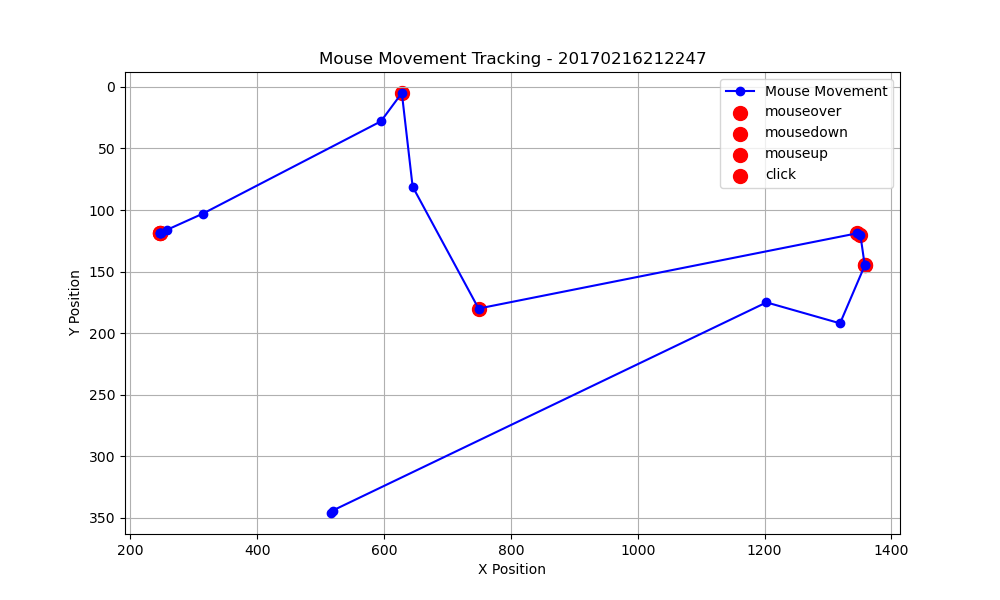 Mouse Movement Tracking - 20170216212247
Mouse Movement
mouseover
mousedown
mouseup
click
0
50
100
150
200
250
300
350
Y Position
200
400
600
800
1000
1200
1400
X Position